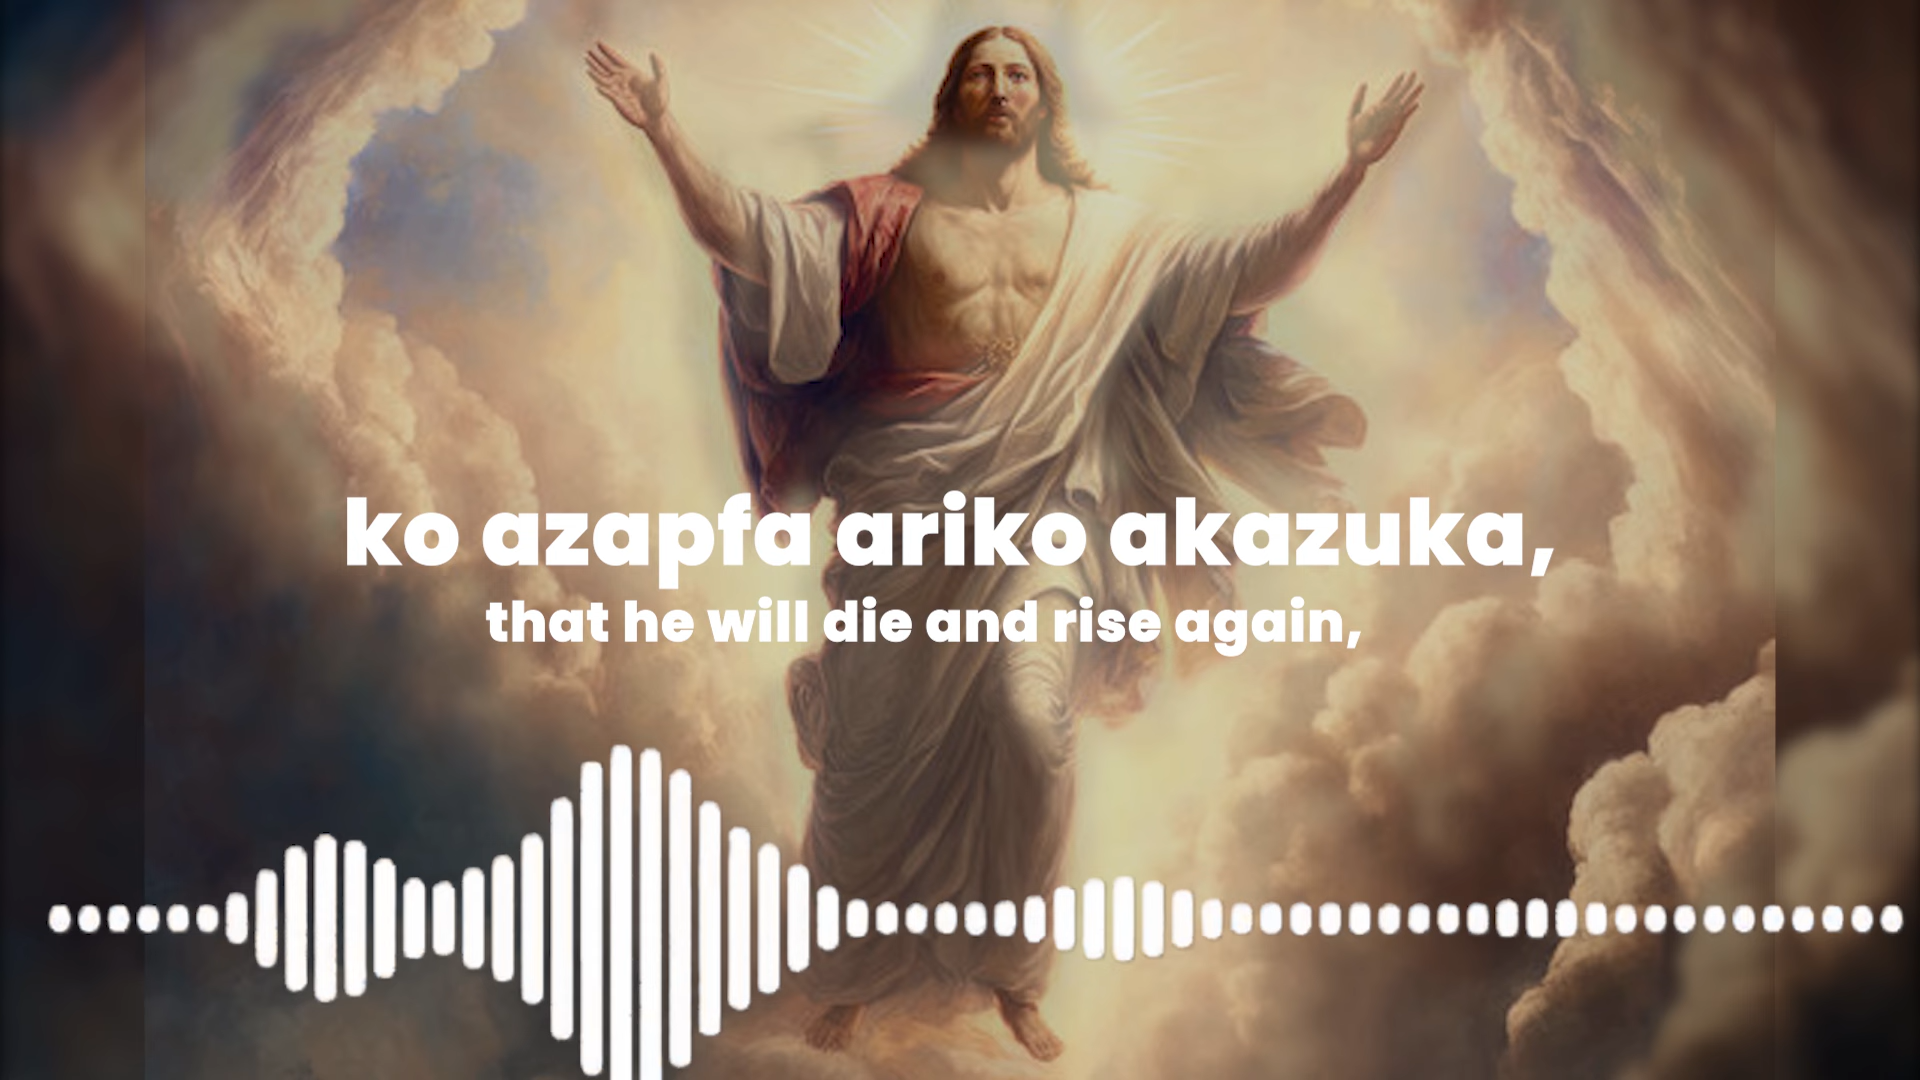 ko azapfa ariko akazuka,
that he will die and rise again,